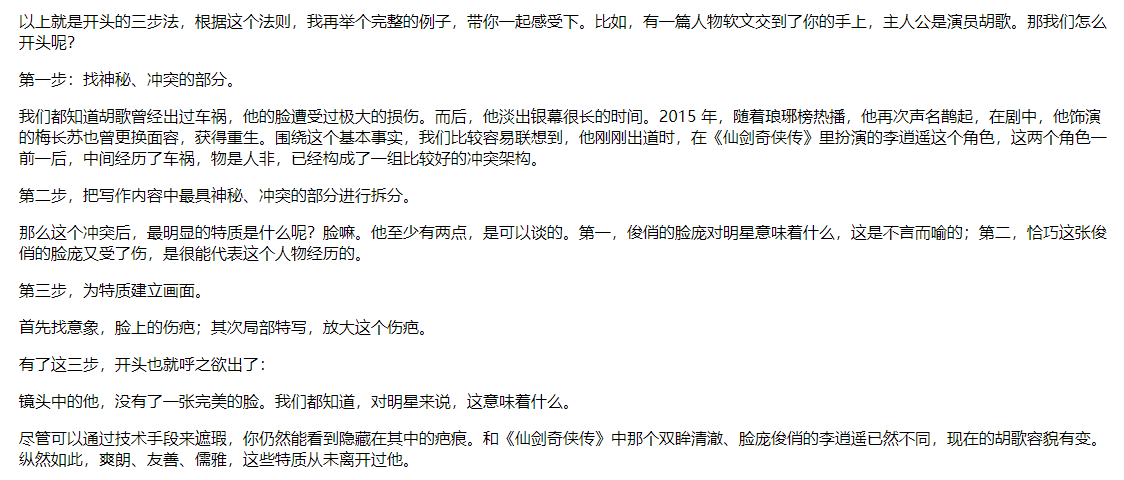 以上就是开头的三步法，根据这个法则，我再举个完整的例子，带你一起感受下。比如，有一篇人物软文交到了你的手上，主人公是演员胡歌。那我们怎么
开头呢？
第一步：找神秘、冲突的部分。
我们都知道胡歌曾经出过车祸，他的脸遭受过极大的损伤。而后，他淡出银幕很长的时间。2015 年，随着琅琊榜热播，他再次声名鹊起，在剧中，他饰演
的梅长苏也曾更换面容，获得重生。围绕这个基本事实，我们比较容易联想到，他刚刚出道时，在《仙剑奇侠传》里扮演的李逍遥这个角色，这两个角色一
前一后，中间经历了车祸，物是人非，已经构成了一组比较好的冲突架构。
第二步，把写作内容中最具神秘、冲突的部分进行拆分。
那么这个冲突后，最明显的特质是什么呢？脸嘛。他至少有两点，是可以谈的。第一，俊俏的脸庞对明星意味着什么，这是不言而喻的；第二，恰巧这张俊
俏的脸庞又受了伤，是很能代表这个人物经历的。
第三步，为特质建立画面。
首先找意象，脸上的伤疤；其次局部特写，放大这个伤疤。
有了这三步，开头也就呼之欲出了：
镜头中的他，没有了一张完美的脸。我们都知道，对明星来说，这意味着什么。
尽管可以通过技术手段来遮瑕，你仍然能看到隐藏在其中的疤痕。和《仙剑奇侠传》中那个双眸清澈、脸庞俊俏的李逍遥已然不同，现在的胡歌容貌有变。
纵然如此，爽朗、友善、儒雅，这些特质从未离开过他。